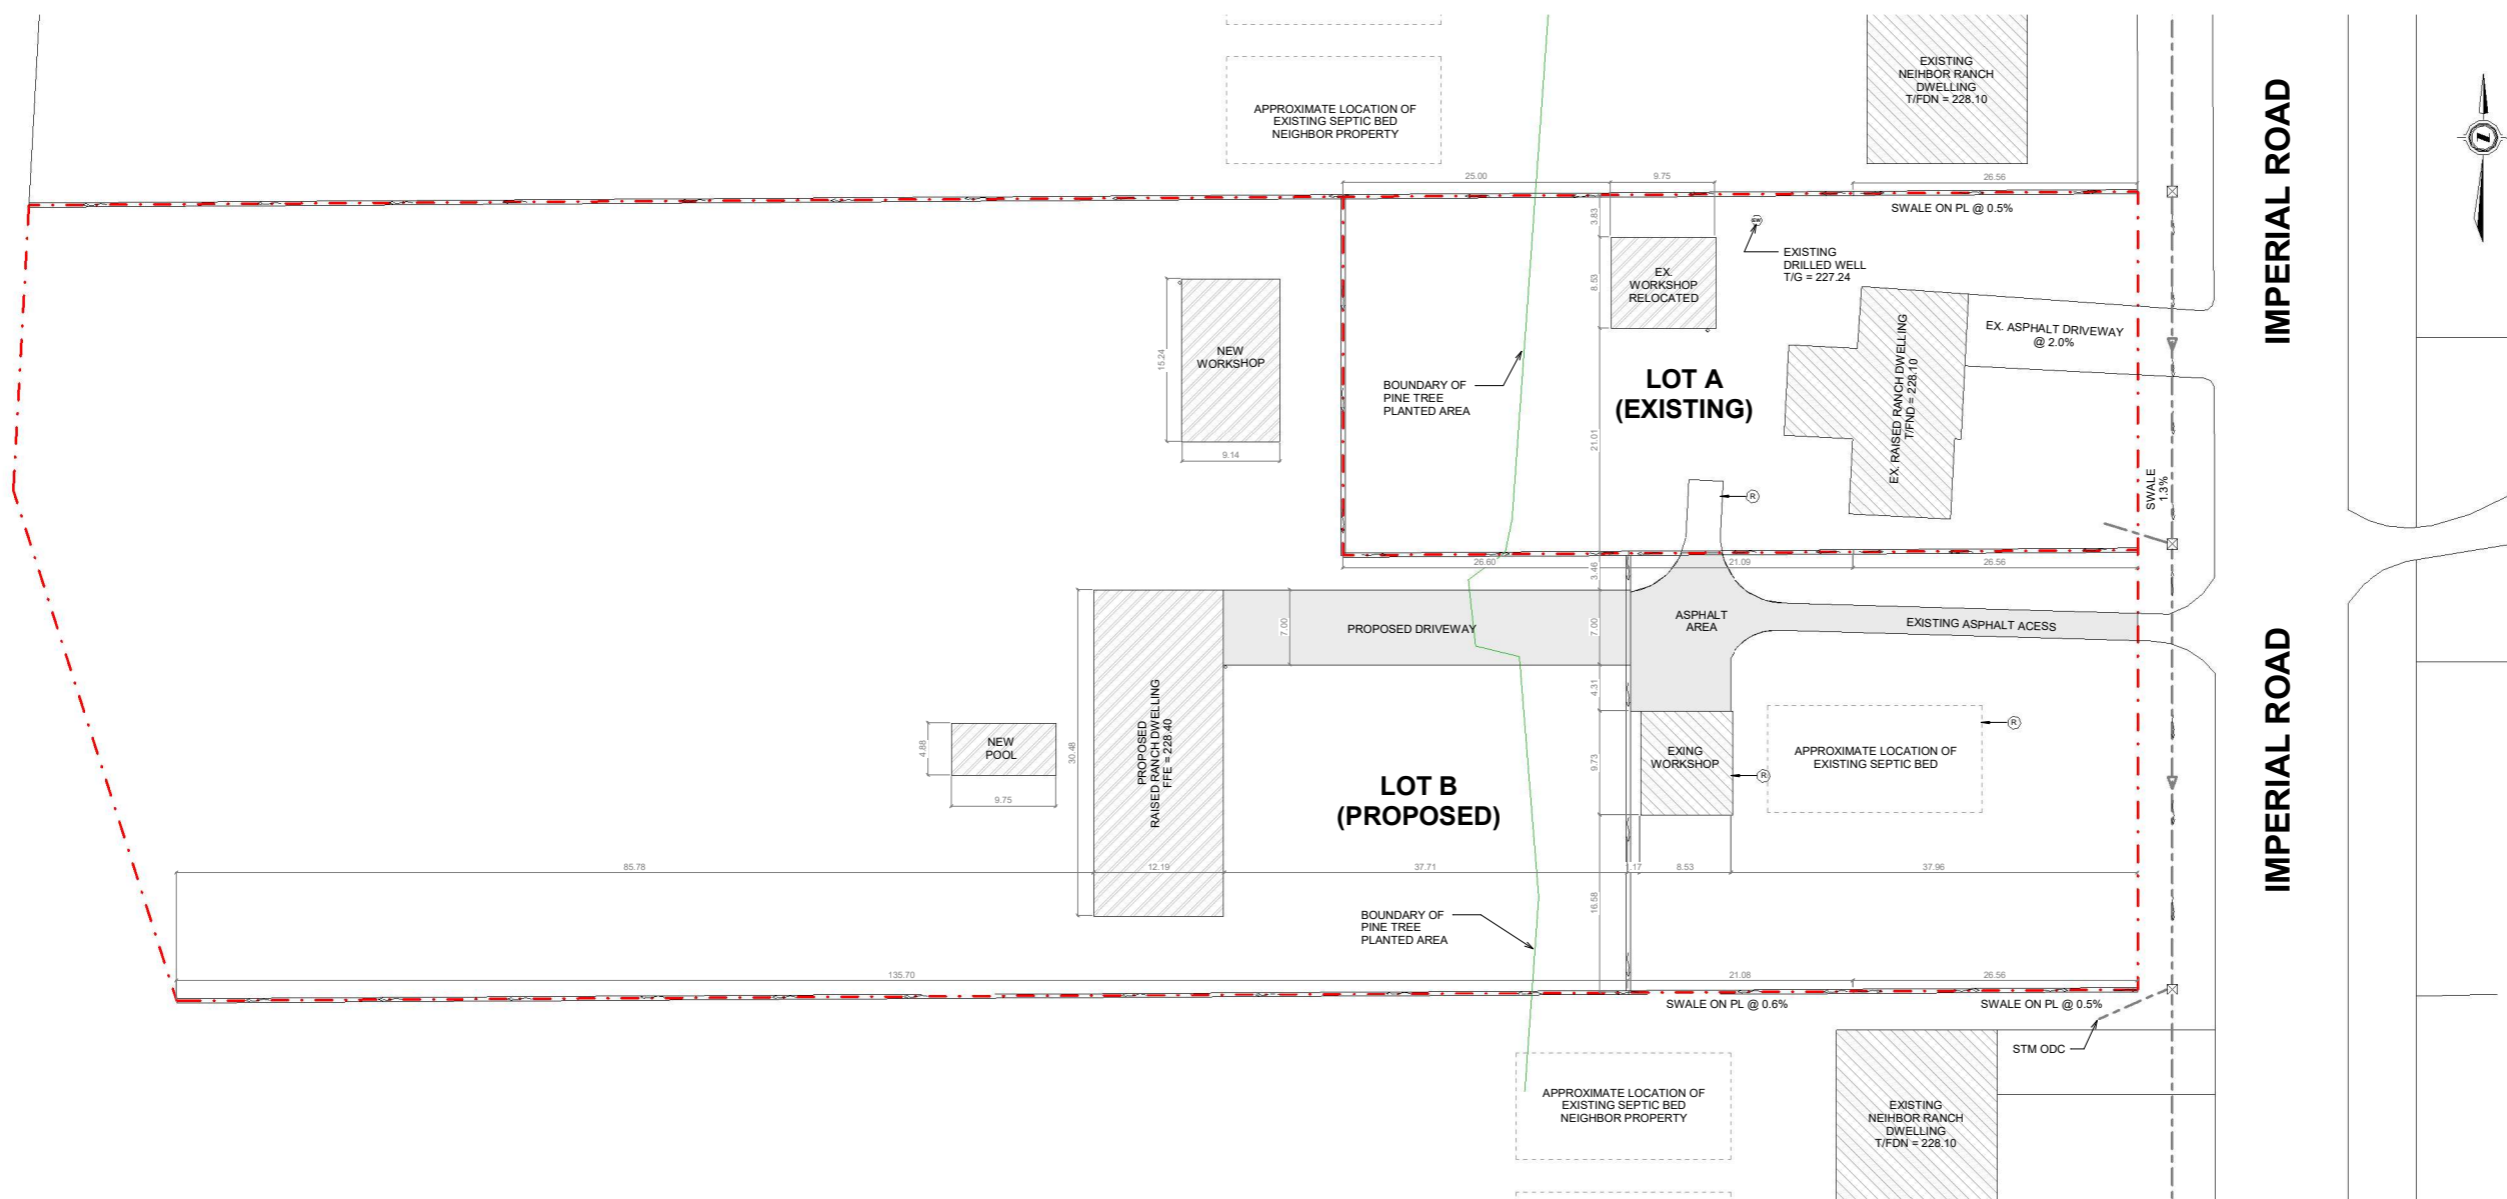 EXISTING
NEIHBOR RANCH
DWELLING
T/FDN = 228.10
APPROXIMATE LOCATION OF
EXISTING SEPTIC BED
NEIGHBOR PROPERTY
IMPERIAL ROAD
Z
25.00
9.75
26.56
SWALE ON PL @ 0.5%
3.83
EX.
WORKSHOP
RELOCATED
8.53
EXISTING
DRILLED WELL
T/G = 227.24
EX. ASPHALT DRIVEWAY
@ 2.0%
EX. RAISED RANCH DWELLING
T/FND = 228.10
15.24
NEW
WORKSHOP
9.14
BOUNDARY OF
PINE TREE
PLANTED AREA
LOT A
(EXISTING)
21.01
R
SWALE
1.3%
26.60
3.46
21.09
26.56
7.00
PROPOSED DRIVEWAY
7.00
ASPHALT
AREA
EXISTING ASPHALT ACESS
IMPERIAL ROAD
4.31
R
4.88
NEW
POOL
9.75
30.48
PROPOSED
RAISED RANCH DWELLING
FFE = 228.40
LOT B
(PROPOSED)
9.73
EXING
WORKSHOP
R
APPROXIMATE LOCATION OF
EXISTING SEPTIC BED
85.78
12.19
37.71
1.17
8.53
37.96
16.58
BOUNDARY OF
PINE TREE
PLANTED AREA
135.70
21.08
26.56
SWALE ON PL @ 0.6%
SWALE ON PL @ 0.5%
STM ODC
APPROXIMATE LOCATION OF
EXISTING SEPTIC BED
NEIGHBOR PROPERTY
EXISTING
NEIHBOR RANCH
DWELLING
T/FDN = 228.10